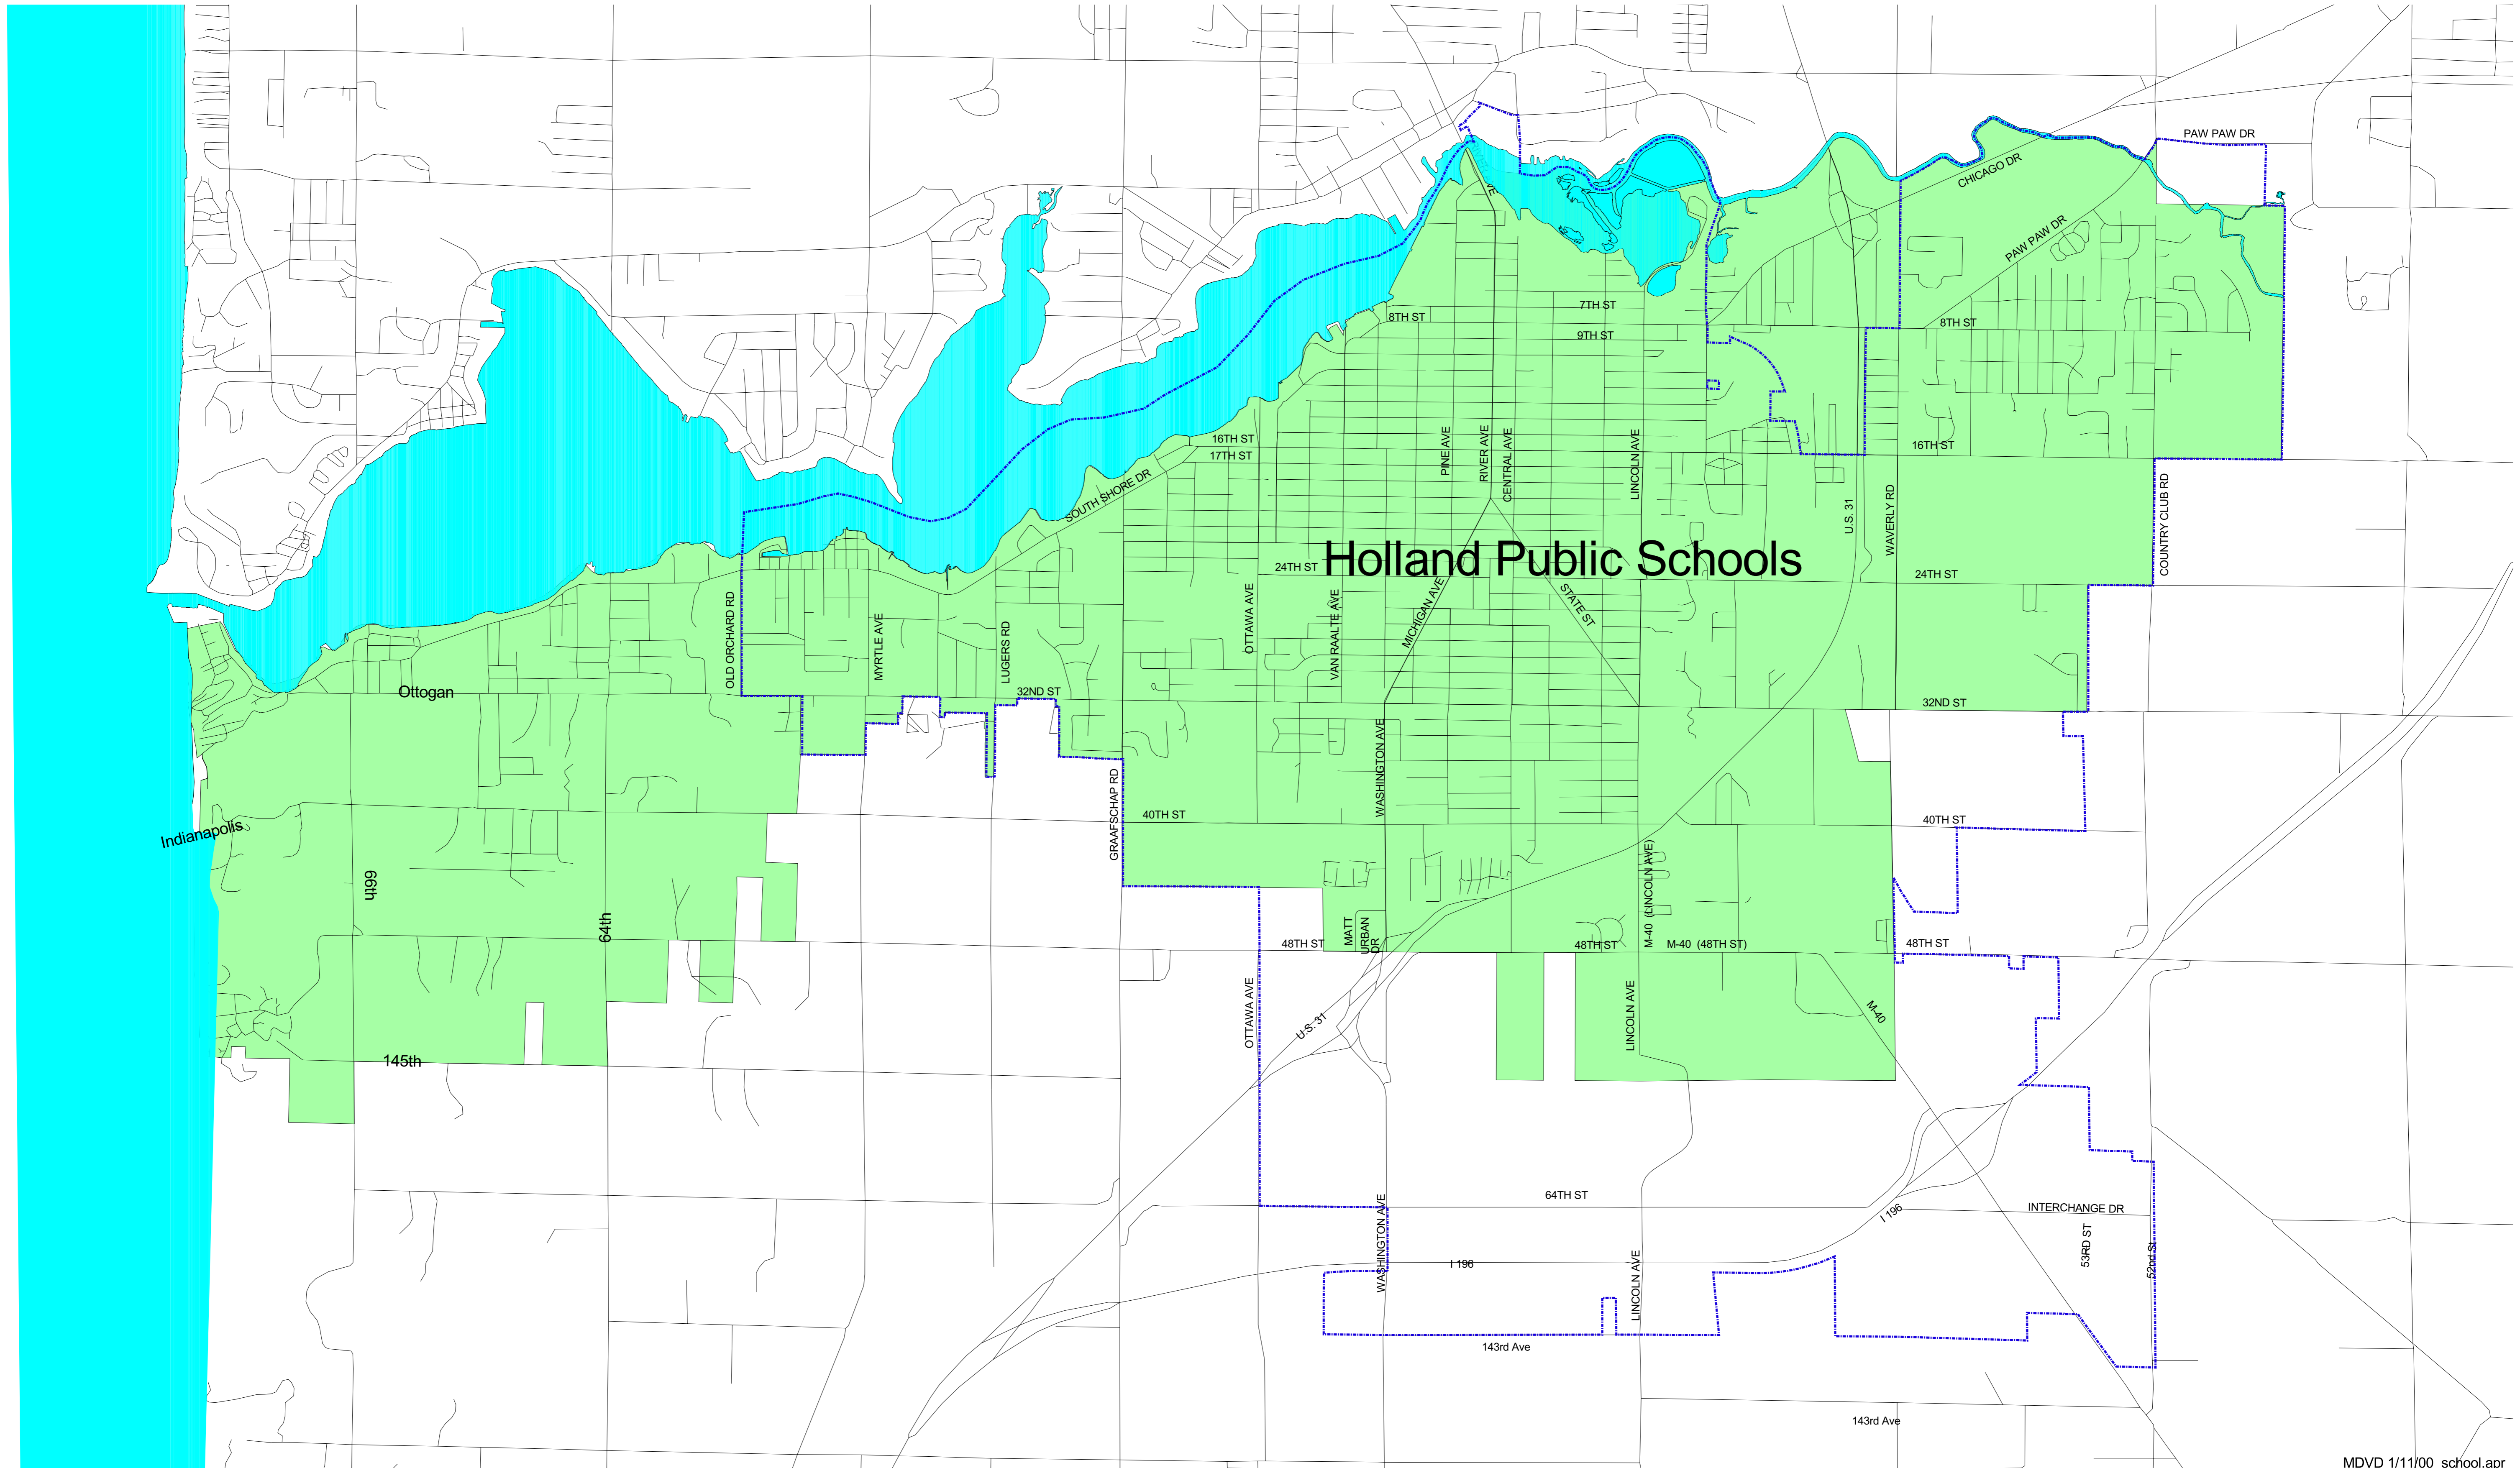 PAW PAW DR
CHICAGO DR
PAW PAW DR
7TH ST
8TH ST
8TH ST
9TH ST
PINE AVE
RIVER AVE
CENTRAL AVE
LINCOLN AVE
16TH ST
16TH ST
17TH ST
SOUTH SHORE DR
U.S. 31
WAVERLY RD
COUNTRY CLUB RD
Holland Public Schools
24TH ST
24TH ST
OLD ORCHARD RD
MYRTLE AVE
LUGERS RD
OTTAWA AVE
VAN RAALTE AVE
MICHIGAN AVE
STATE ST
Ottogan
32ND ST
32ND ST
WASHINGTON AVE
GRAAFSCHAP RD
40TH ST
40TH ST
Indianapolis
66th
64th
M-40 (LINCOLN AVE)
MATT
URBAN
DR
48TH ST
48TH ST
M-40 (48TH ST)
48TH ST
OTTAWA AVE
U.S. 31
LINCOLN AVE
M-40
145th
64TH ST
WASHINGTON AVE
I 196
INTERCHANGE DR
53RD ST
52nd St
I 196
LINCOLN AVE
143rd Ave
143rd Ave
MDVD 1/11/00 school.apr